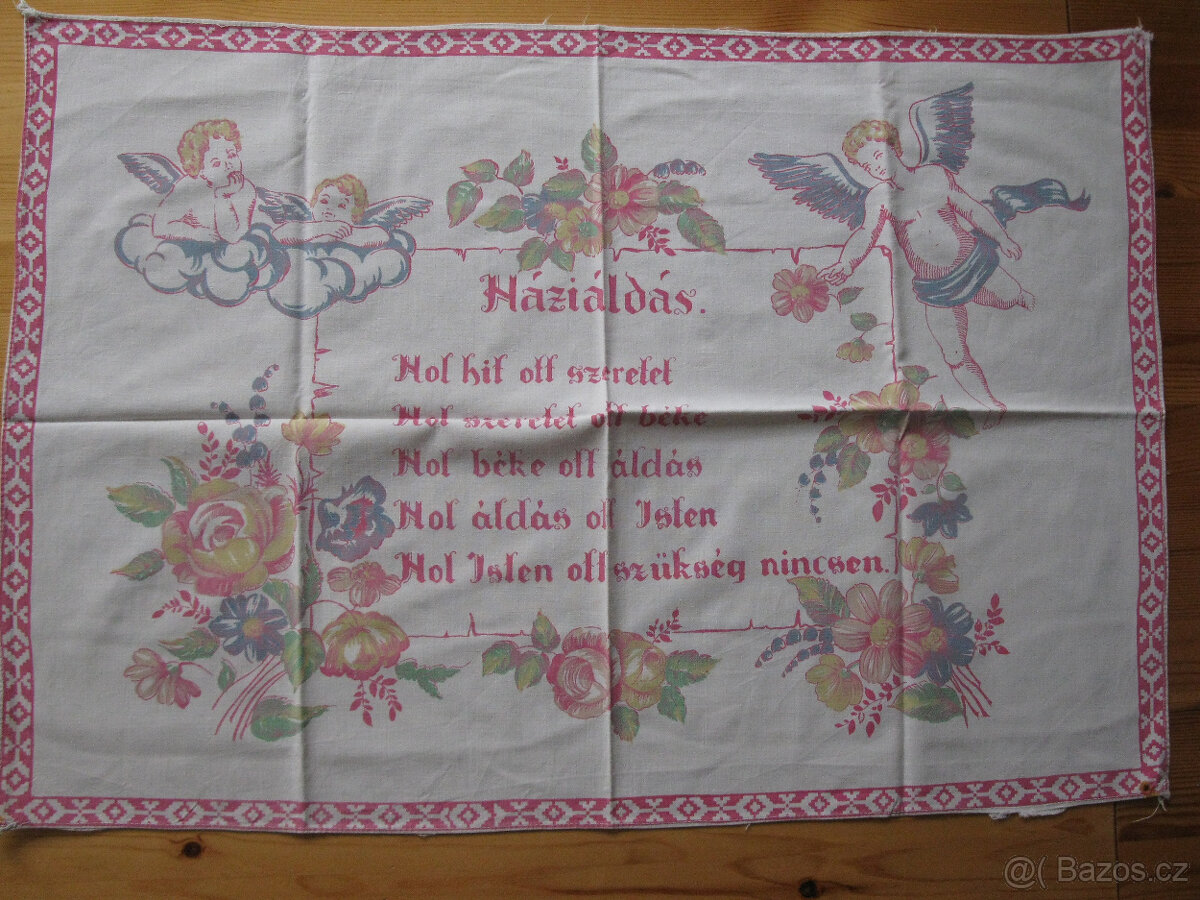 Háziáldás.
Hol hit ott szeretet
Hol szeretet ott béke
Hol béke ott áldás
Hol áldás ott Isten
Hol Isten ott szükség nincsen.
@( Bazos.cz